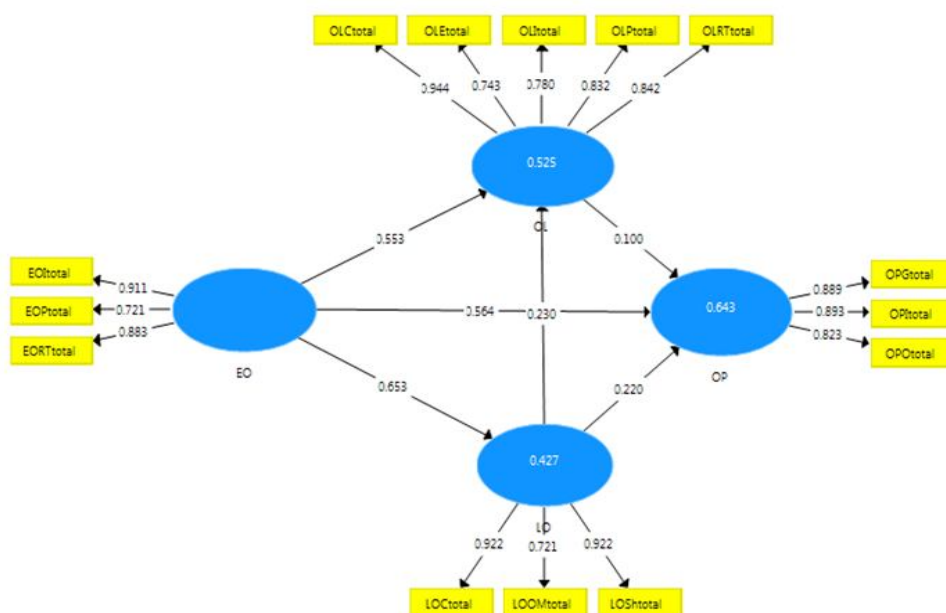 OLCtotal OLEtotal OLItotal OLPtotal OLRTtotal
0.944 0.743 0.780 0.832 0.842
0.525
OL
0.553 0.100
EOItotal
0.911
EOPtotal
0.721
EORTtotal
0.883
EO
0.564 0.230
0.643
OP
OPGtotal
0.889
OPItotal
0.893
OPOtotal
0.823
0.653 0.220
0.427
LO
0.922 0.721 0.922
LOCtotal LOOMtotal LOShtotal